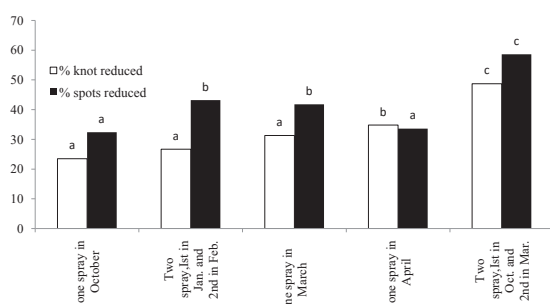 70
60
50
40
30
20
10
0
% knot reduced
% spots reduced
a
a
a
b
a
b
b
a
c
c
one spray in
October
Two
spray,Ist in
Jan. and
2nd in Feb.
ne spray in
March
one spray in
April
Two
spray,Ist in
Oct. and
2nd in Mar.